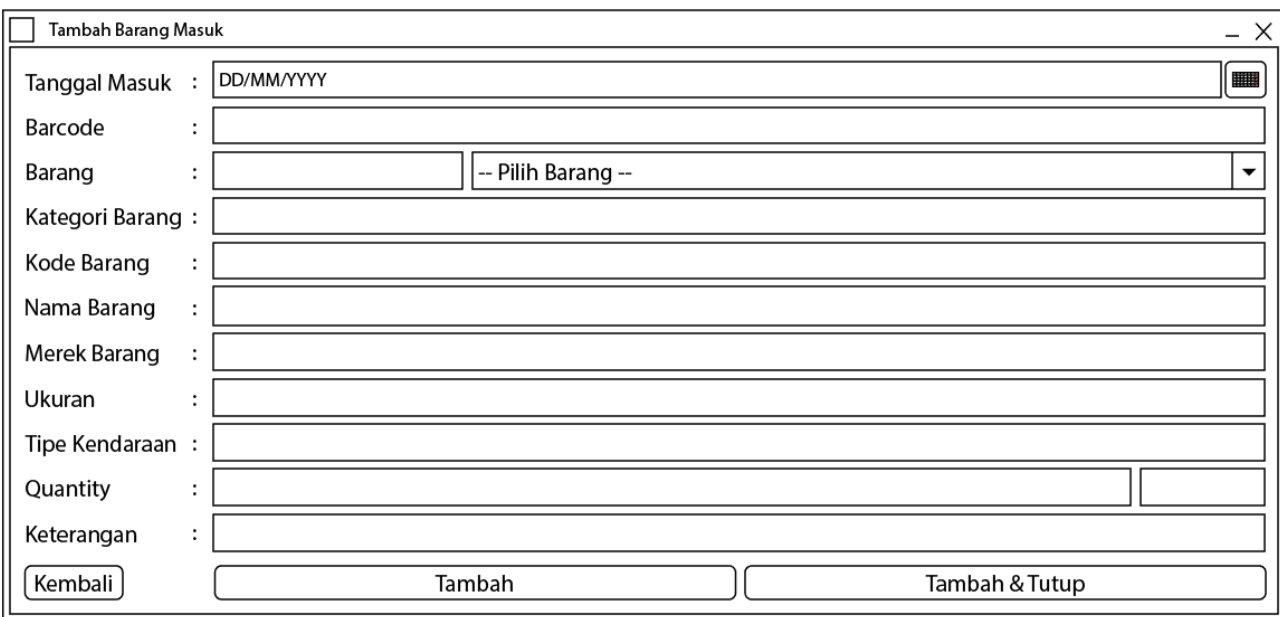 Tambah Barang Masuk
Tanggal Masuk : DD/MM/YYYY
Barcode :
Barang : -- Pilih Barang --
Kategori Barang :
Kode Barang :
Nama Barang :
Merek Barang :
Ukuran :
Tipe Kendaraan :
Quantity :
Keterangan :
Kembali Tambah Tambah & Tutup